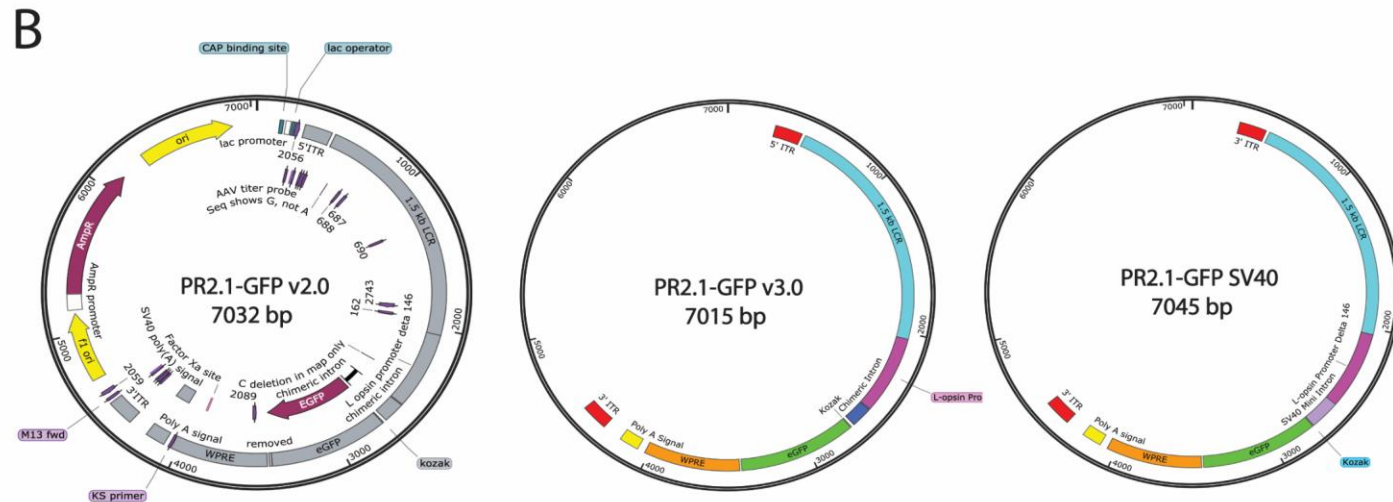 B
CAP binding site
lac operator
7000
ori
lac promoter
2056
5'ITR
1000
6000
AAV titer probe
Seq shows G, not A
688
687
690
1.5 kb LCR
AmpR
AmpR promoter
PR2.1-GFP v2.0
7032 bp
162
2743
2000
L opsin promoter deta 146
chimeric intron
C deletion in map only
chimeric intron
EGFP
2089
Factor Xa site
SV40 poly(A) signal
5000
f1 ori
2059
3'ITR
M13 fwd
Poly A signal
removed
eGFP
kozak
3000
WPRE
4000
KS primer
7000
5' ITR
1000
6000
1.5 kb LCR
PR2.1-GFP v3.0
7015 bp
2000
5000
Chimeric Intron
L-opsin Pro
Kozak
3' ITR
Poly A Signal
WPRE
eGFP
3000
4000
7000
3' ITR
1000
6000
1.5 kb LCR
PR2.1-GFP SV40
7045 bp
2000
5000
L-opsin Promoter Delta 146
SV40 Mini Intron
3' ITR
Poly A signal
WPRE
eGFP
Kozak
3000
4000